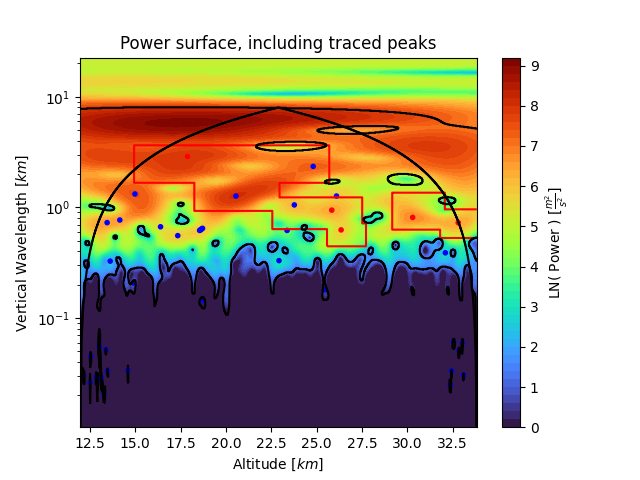 Power surface, including traced peaks
Vertical Wavelength [km]
10¹
10⁰
10⁻¹
12.5 15.0 17.5 20.0 22.5 25.0 27.5 30.0 32.5
Altitude [km]
9
8
7
6
5
4
3
2
1
0
LN( Power ) [m²/s²]